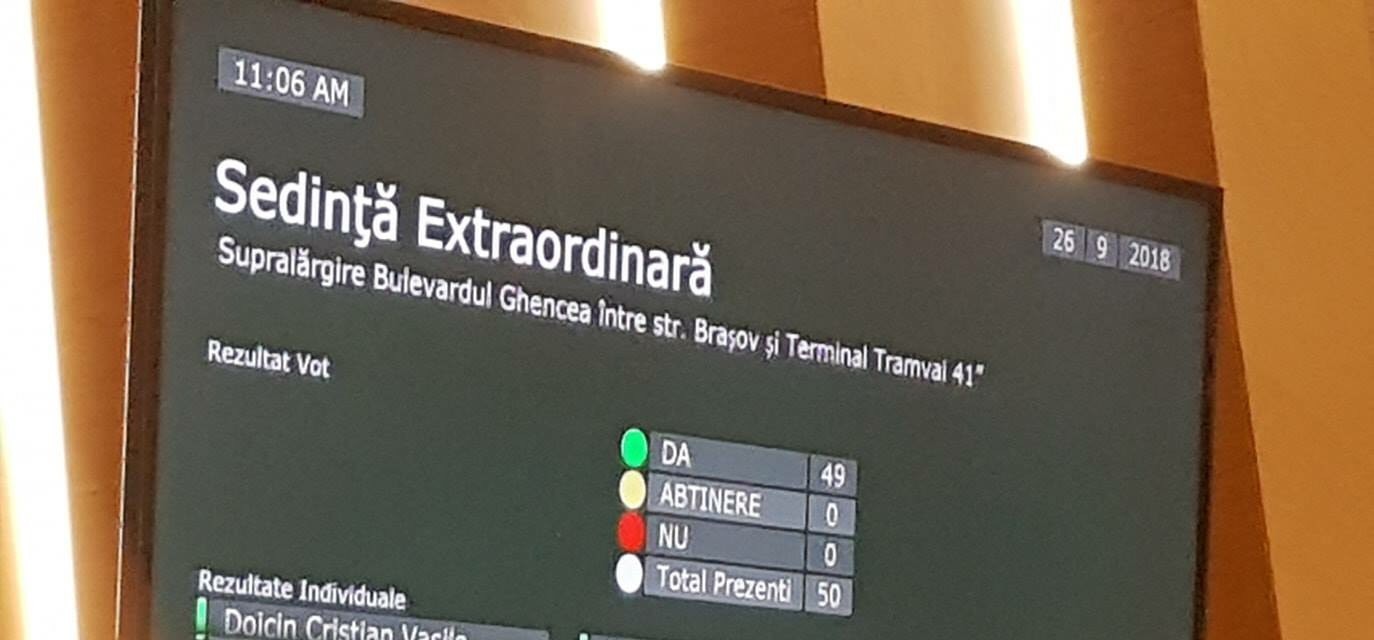 11:06 AM
26 9 2018
Sedinţă Extraordinară
Supralărgire Bulevardul Ghencea între str. Braşov şi Terminal Tramvai 41"
Rezultat Vot
DA 49
ABTINERE 0
NU 0
Total Prezenti 50
Rezultate Individuale
Doicin Cristian Vasile